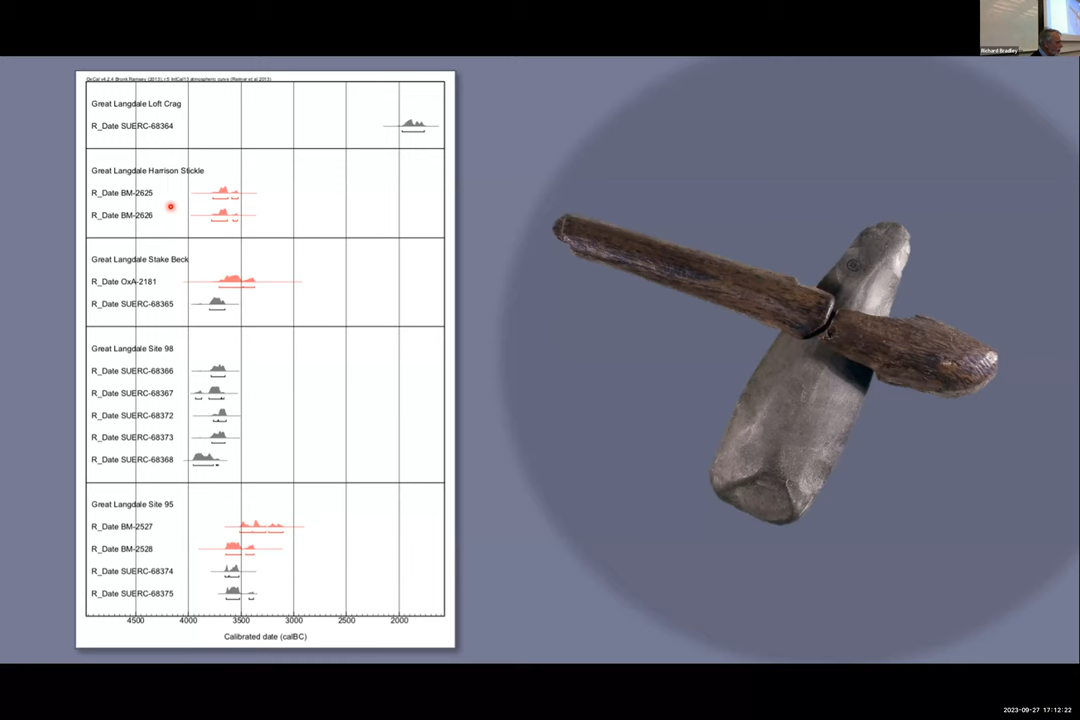 Richard Bradley
OxCal v4.2.4 Bronk Ramsey (2013); r:5 IntCal13 atmospheric curve (Reimer et al 2013)
Great Langdale Loft Crag
R_Date SUERC-68364
Great Langdale Harrison Stickle
R_Date BM-2625
R_Date BM-2626
Great Langdale Stake Beck
R_Date OxA-2181
R_Date SUERC-68365
Great Langdale Site 98
R_Date SUERC-68366
R_Date SUERC-68367
R_Date SUERC-68372
R_Date SUERC-68373
R_Date SUERC-68368
Great Langdale Site 95
R_Date BM-2527
R_Date BM-2528
R_Date SUERC-68374
R_Date SUERC-68375
4500 4000 3500 3000 2500 2000
Calibrated date (calBC)
2023-09-27 17:12:22